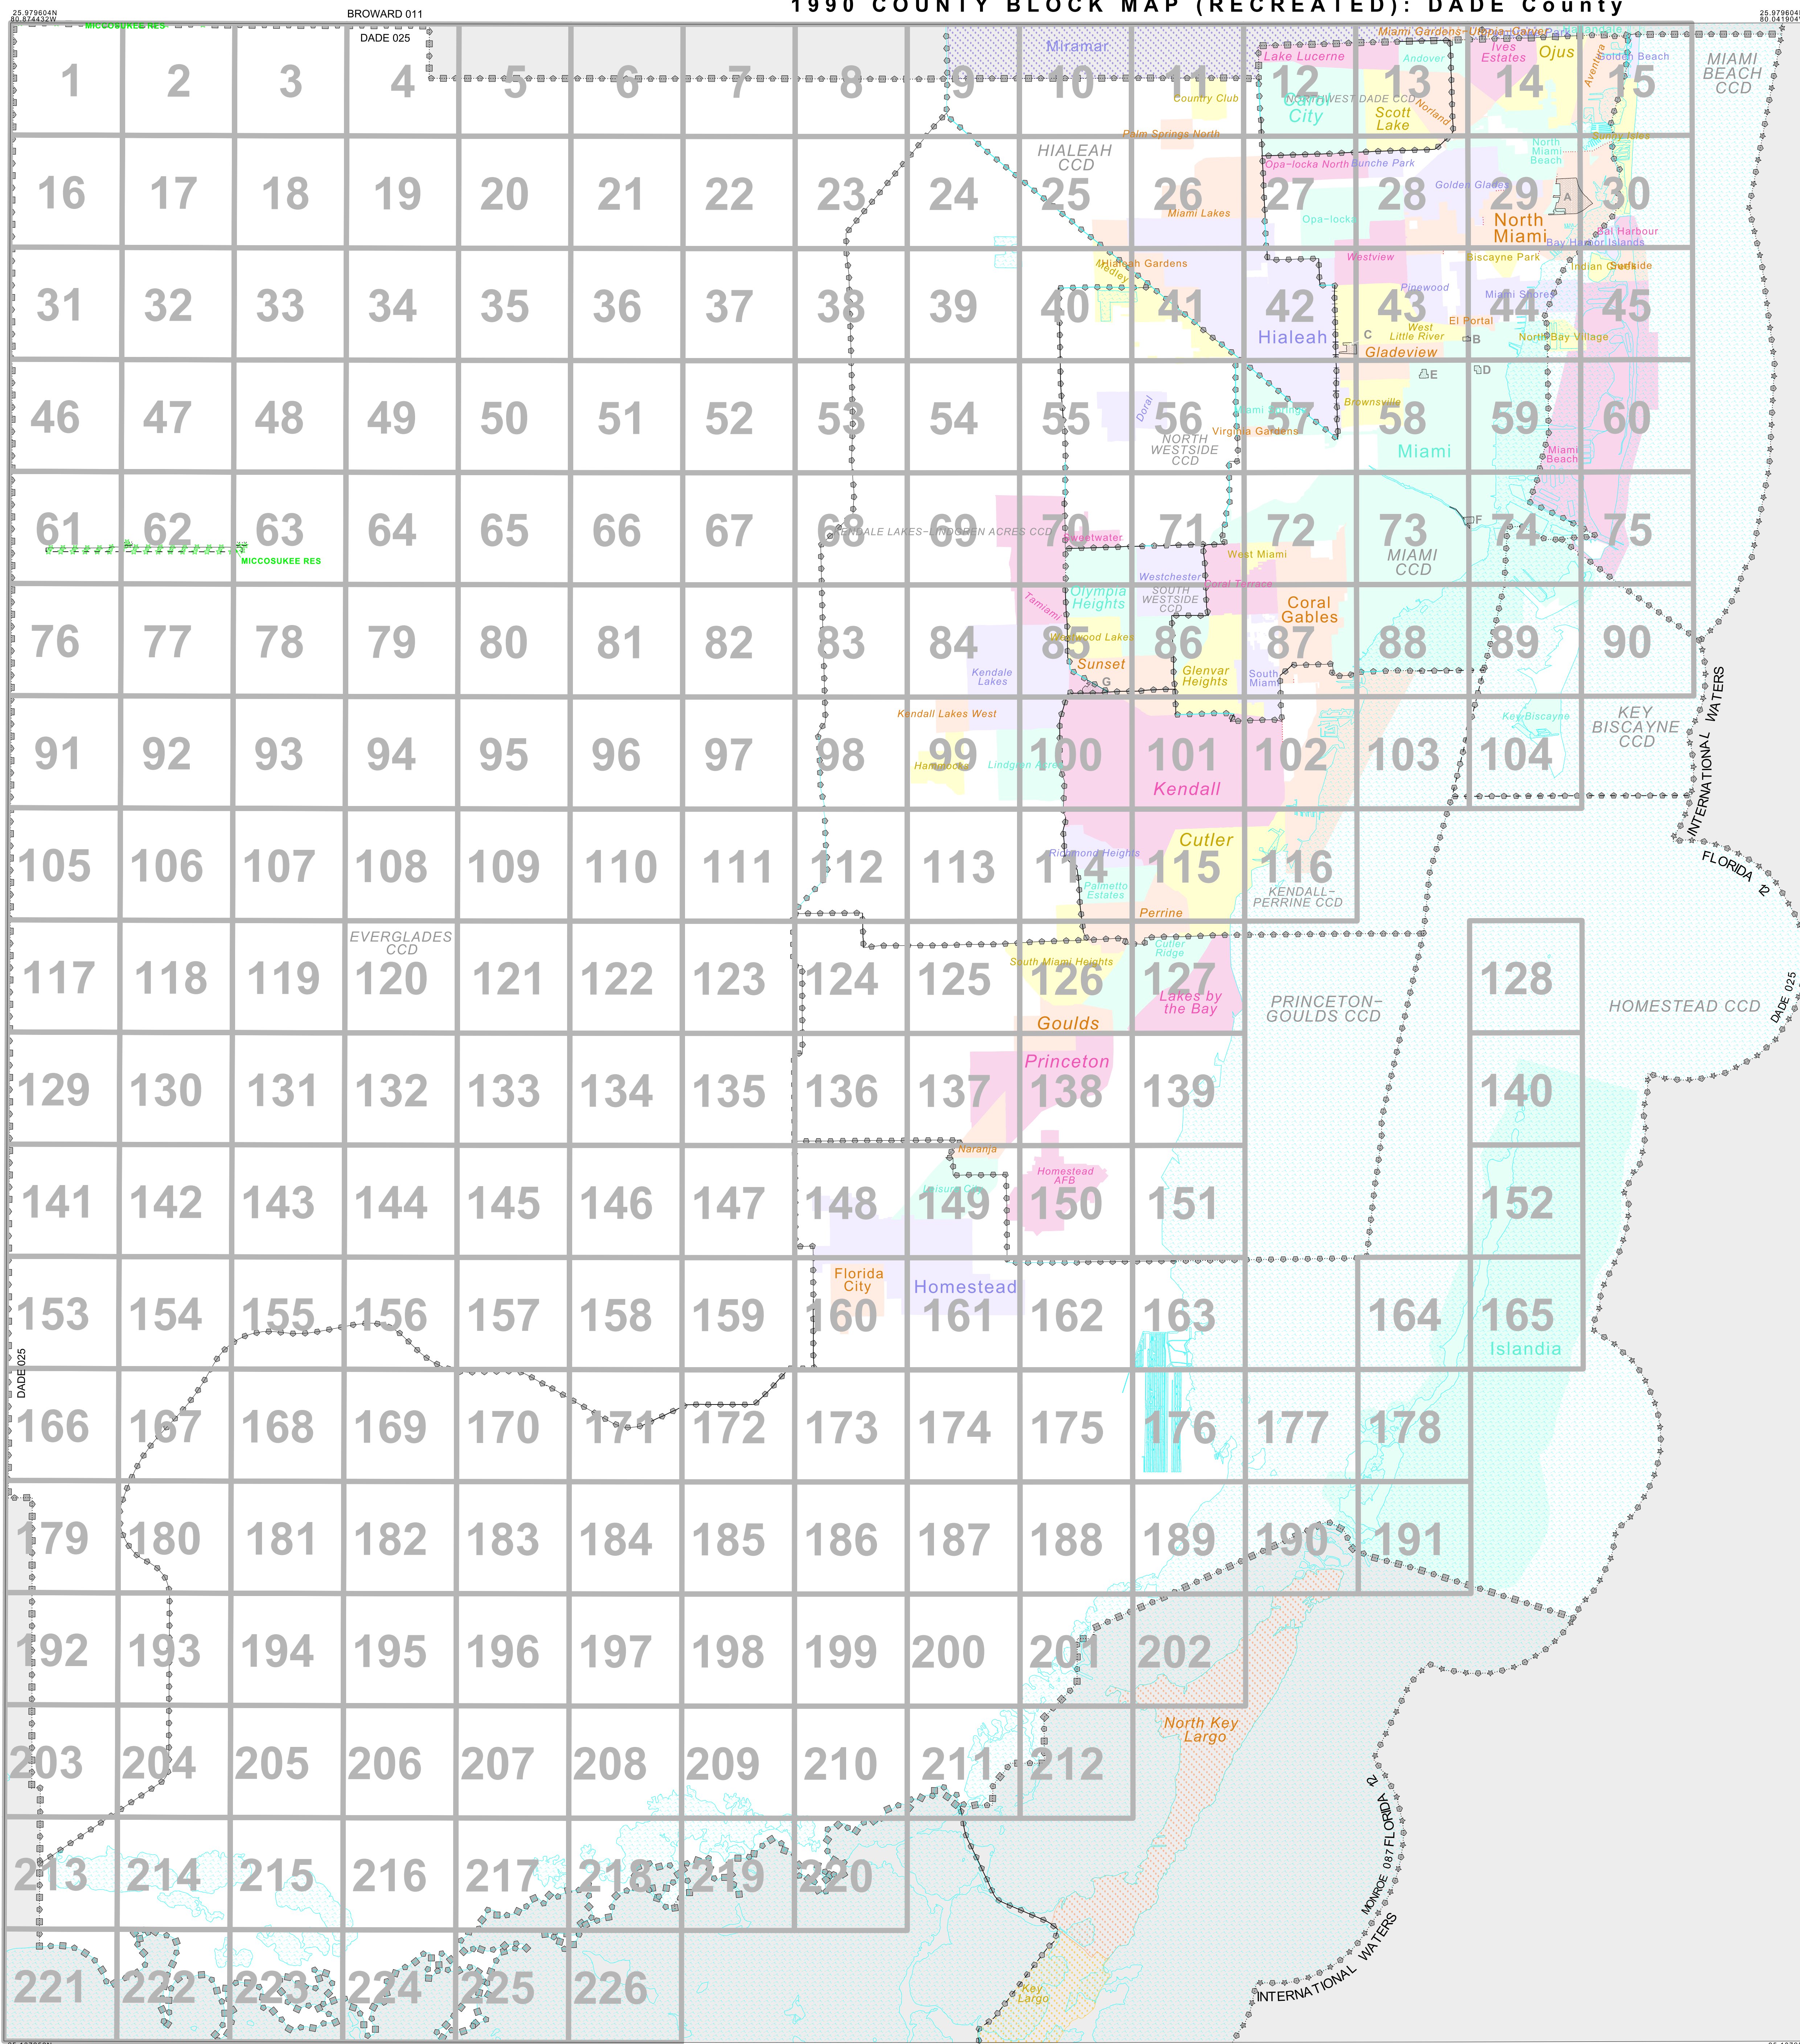 1990 COUNTY BLOCK MAP (RECREATED): DADE County
25.979604N
80.874432W
BROWARD 011
DADE 025
MICCOSUKEE RES
Miramar
Lake Lucerne
Andover
Ives
Estates
Ojus
Aventura
Golden Beach
MIAMI
BEACH
CCD
1 2 3 4 5 6 7 8 9 10 11 12 13 14 15
Country Club
NORTHWEST DADE CCD
Carol
City
Scott
Lake
Norland
Palm Springs North
Sunny Isles
HIALEAH
CCD
Opa-locka North
Bunche Park
North
Miami
Beach
16 17 18 19 20 21 22 23 24 25 26 27 28 29 30
Golden Glades
A
Miami Lakes
Opa-locka
North
Miami
Bal Harbour
Bay Harbor Islands
Hialeah Gardens
Medley
Westview
Biscayne Park
Indian Creek
Surfside
31 32 33 34 35 36 37 38 39 40 41 42 43 44 45
Pinewood
Miami Shores
El Portal
Hialeah
C
West
Little River
B
North Bay Village
Gladeview
E
D
46 47 48 49 50 51 52 53 54 55 56 57 58 59 60
Doral
Miami Springs
Brownsville
Virginia Gardens
NORTH
WESTSIDE
CCD
Miami
Miami
Beach
61 62 63 64 65 66 67 68 69 70 71 72 73 74 75
F
KENDALE LAKES-LINDGREN ACRES CCD
Sweetwater
West Miami
MIAMI
CCD
MICCOSUKEE RES
Westchester
Coral Terrace
SOUTH
WESTSIDE
CCD
Tamiami
Olympia
Heights
Coral
Gables
76 77 78 79 80 81 82 83 84 85 86 87 88 89 90
Westwood Lakes
Sunset
Kendale
Lakes
G
Glenvar
Heights
South
Miami
INTERNATIONAL WATERS
Kendall Lakes West
Key Biscayne
KEY
BISCAYNE
CCD
91 92 93 94 95 96 97 98 99 100 101 102 103 104
Hammocks
Lindgren Acres
Kendall
105 106 107 108 109 110 111 112 113 114 115 116
Cutler
Richmond Heights
Palmetto
Estates
KENDALL-
PERRINE CCD
Perrine
FLORIDA 12
EVERGLADES
CCD
Cutler
Ridge
South Miami Heights
117 118 119 120 121 122 123 124 125 126 127 128
Lakes by
the Bay
PRINCETON-
GOULDS CCD
HOMESTEAD CCD
DADE 025
Goulds
Princeton
129 130 131 132 133 134 135 136 137 138 139 140
Naranja
Homestead
AFB
Leisure City
141 142 143 144 145 146 147 148 149 150 151 152
Florida
City
Homestead
153 154 155 156 157 158 159 160 161 162 163 164 165
Islandia
DADE 025
166 167 168 169 170 171 172 173 174 175 176 177 178
179 180 181 182 183 184 185 186 187 188 189 190 191
192 193 194 195 196 197 198 199 200 201 202
North Key
Largo
203 204 205 206 207 208 209 210 211 212
FLORIDA 12
MONROE 087
213 214 215 216 217 218 219 220
INTERNATIONAL WATERS
221 222 223 224 225 226
Key
Largo